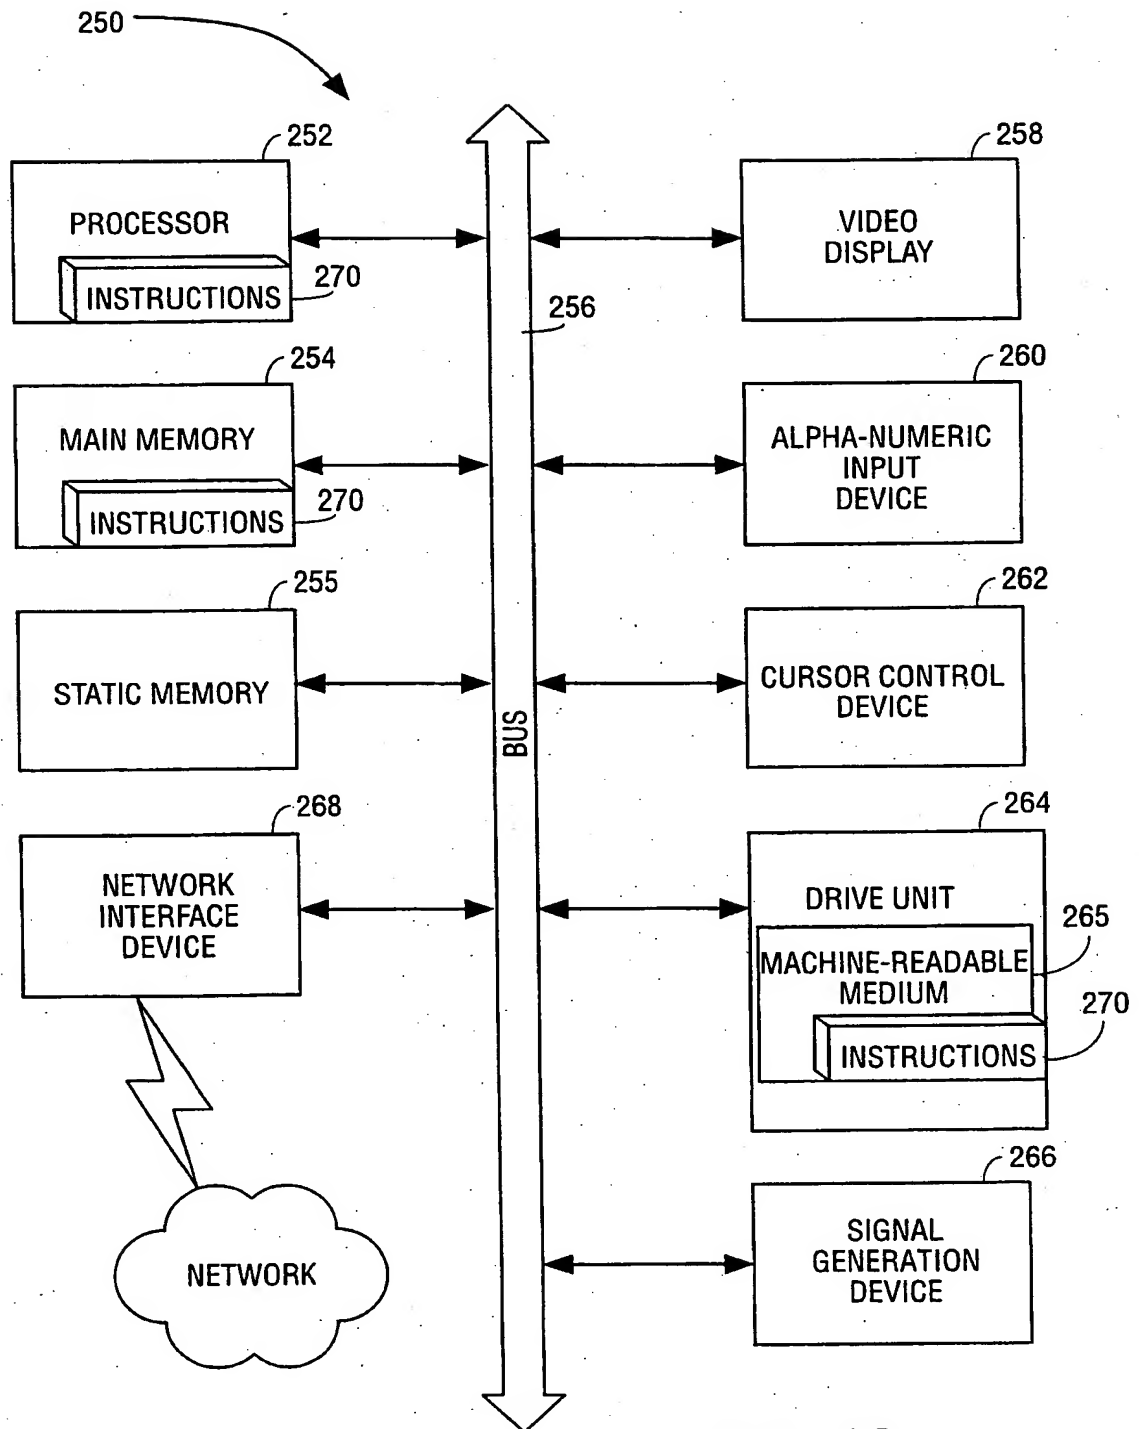 250
252
PROCESSOR
INSTRUCTIONS
270
254
MAIN MEMORY
INSTRUCTIONS
270
255
STATIC MEMORY
268
NETWORK
INTERFACE
DEVICE
NETWORK
256
BUS
258
VIDEO
DISPLAY
260
ALPHA-NUMERIC
INPUT
DEVICE
262
CURSOR CONTROL
DEVICE
264
DRIVE UNIT
265
MACHINE-READABLE
MEDIUM
270
INSTRUCTIONS
266
SIGNAL
GENERATION
DEVICE